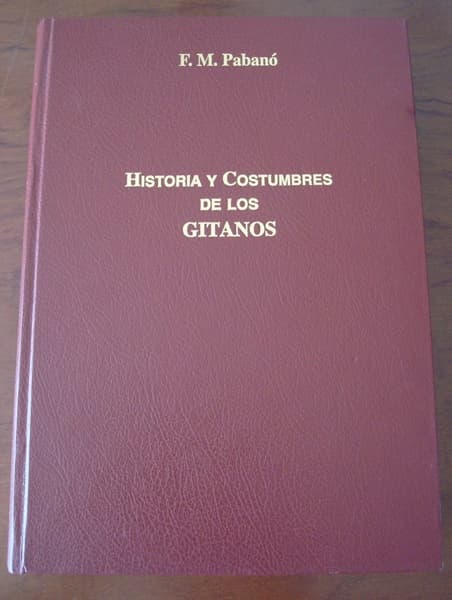 F. M. Pabanó
HISTORIA Y COSTUMBRES
DE LOS
GITANOS